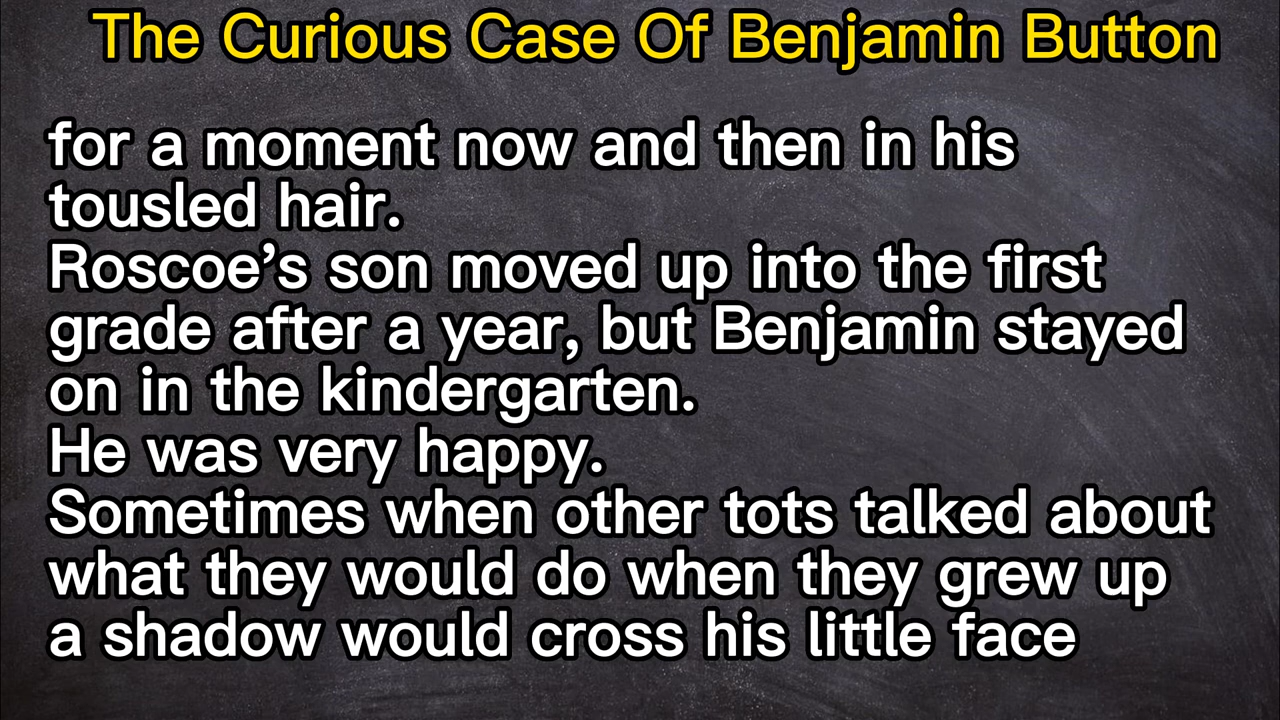 The Curious Case Of Benjamin Button
for a moment now and then in his
tousled hair.
Roscoe’s son moved up into the first
grade after a year, but Benjamin stayed
on in the kindergarten.
He was very happy.
Sometimes when other tots talked about
what they would do when they grew up
a shadow would cross his little face